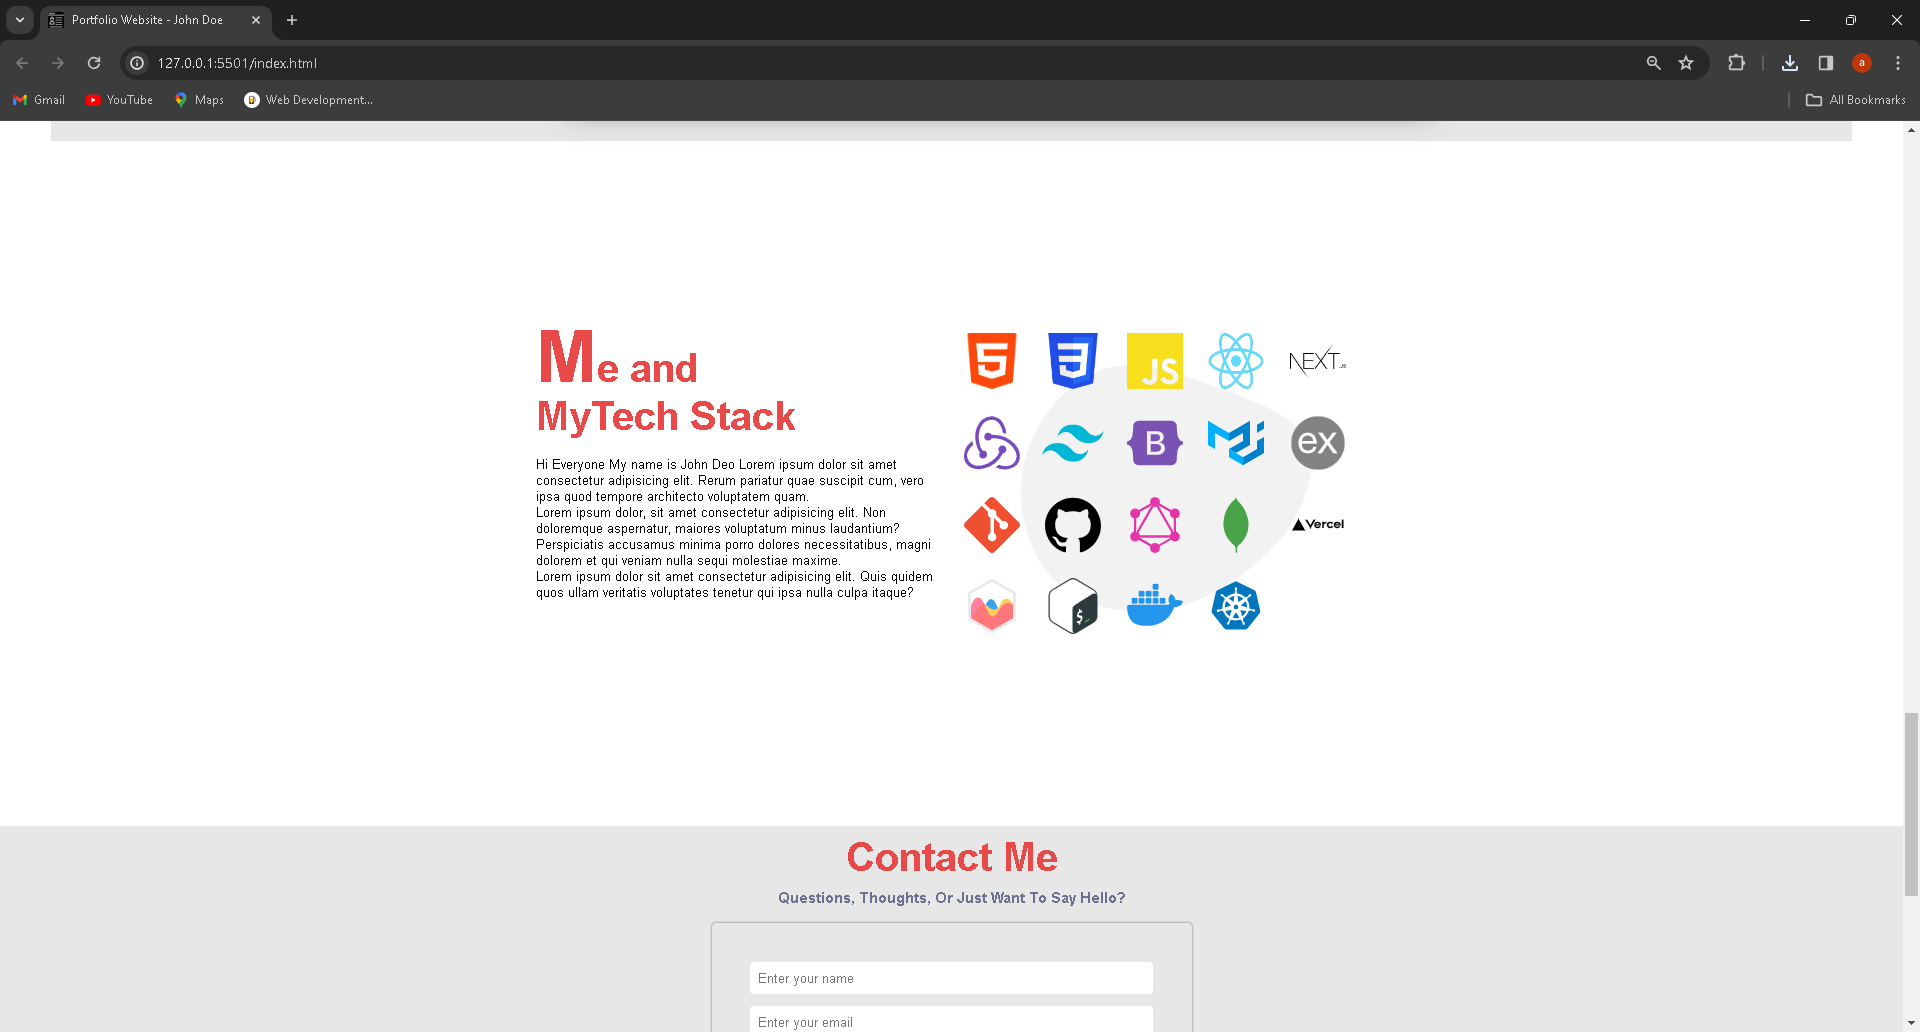 Portfolio Website - John Doe
127.0.0.1:5501/index.html
a
Gmail
YouTube
Maps
Web Development...
All Bookmarks
Me and
MyTech Stack
Hi Everyone My name is John Deo Lorem ipsum dolor sit amet
consectetur adipisicing elit. Rerum pariatur quae suscipit cum, vero
ipsa quod tempore architecto voluptatem quam.
Lorem ipsum dolor, sit amet consectetur adipisicing elit. Non
doloremque aspernatur, maiores voluptatum minus laudantium?
Perspiciatis accusamus minima porro dolores necessitatibus, magni
dolorem et qui veniam nulla sequi molestiae maxime.
Lorem ipsum dolor sit amet consectetur adipisicing elit. Quis quidem
quos ullam veritatis voluptates tenetur qui ipsa nulla culpa itaque?
5
3
JS
NEXT.JS
B
ex
Vercel
$_
Contact Me
Questions, Thoughts, Or Just Want To Say Hello?
Enter your name
Enter your email